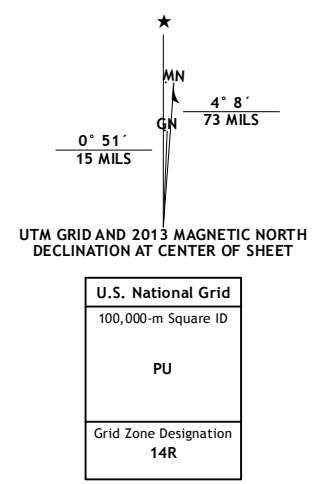 ★
MN
4° 8´
73 MILS
GN
0° 51´
15 MILS
UTM GRID AND 2013 MAGNETIC NORTH
DECLINATION AT CENTER OF SHEET
U.S. National Grid
100,000-m Square ID
PU
Grid Zone Designation
14R